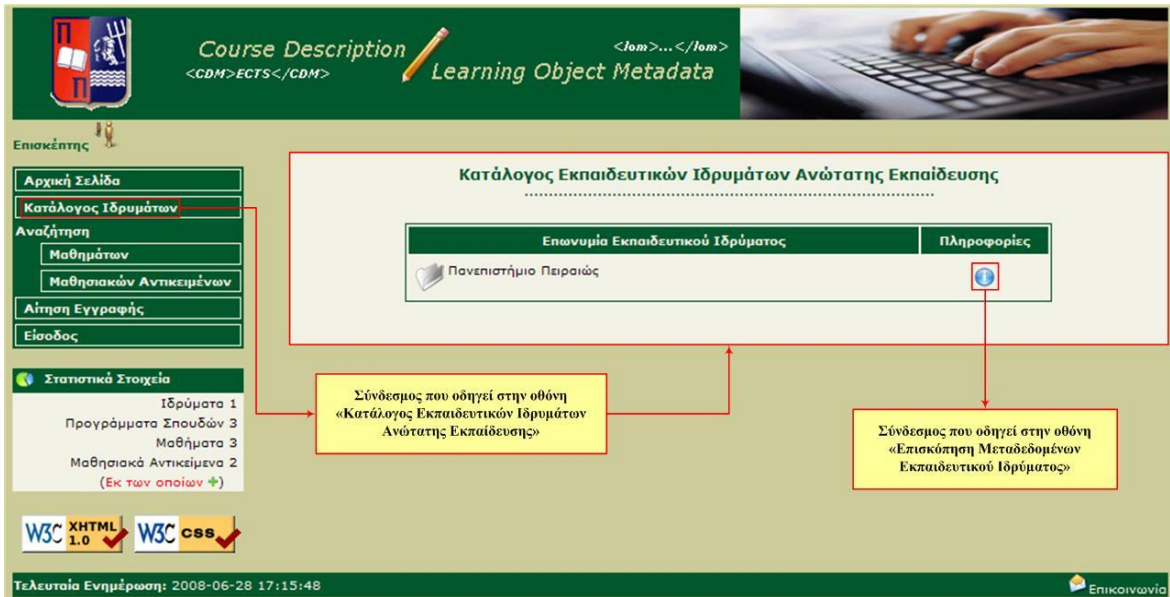 Π
Π
Course Description
<CDM>ECTS</CDM>
<lom>...</lom>
Learning Object Metadata
Επισκέπτης
Αρχική Σελίδα
Κατάλογος Ιδρυμάτων
Αναζήτηση
Μαθημάτων
Μαθησιακών Αντικειμένων
Αίτηση Εγγραφής
Είσοδος
Στατιστικά Στοιχεία
Ιδρύματα 1
Προγράμματα Σπουδών 3
Μαθήματα 3
Μαθησιακά Αντικείμενα 2
(Εκ των οποίων +)
W3C XHTML 1.0
W3C css
Κατάλογος Εκπαιδευτικών Ιδρυμάτων Ανώτατης Εκπαίδευσης
Επωνυμία Εκπαιδευτικού Ιδρύματος
Πληροφορίες
Πανεπιστήμιο Πειραιώς
Σύνδεσμος που οδηγεί στην οθόνη
«Κατάλογος Εκπαιδευτικών Ιδρυμάτων
Ανώτατης Εκπαίδευσης»
Σύνδεσμος που οδηγεί στην οθόνη
«Επισκόπηση Μεταδεδομένων
Εκπαιδευτικού Ιδρύματος»
Τελευταία Ενημέρωση: 2008-06-28 17:15:48
Επικοινωνία